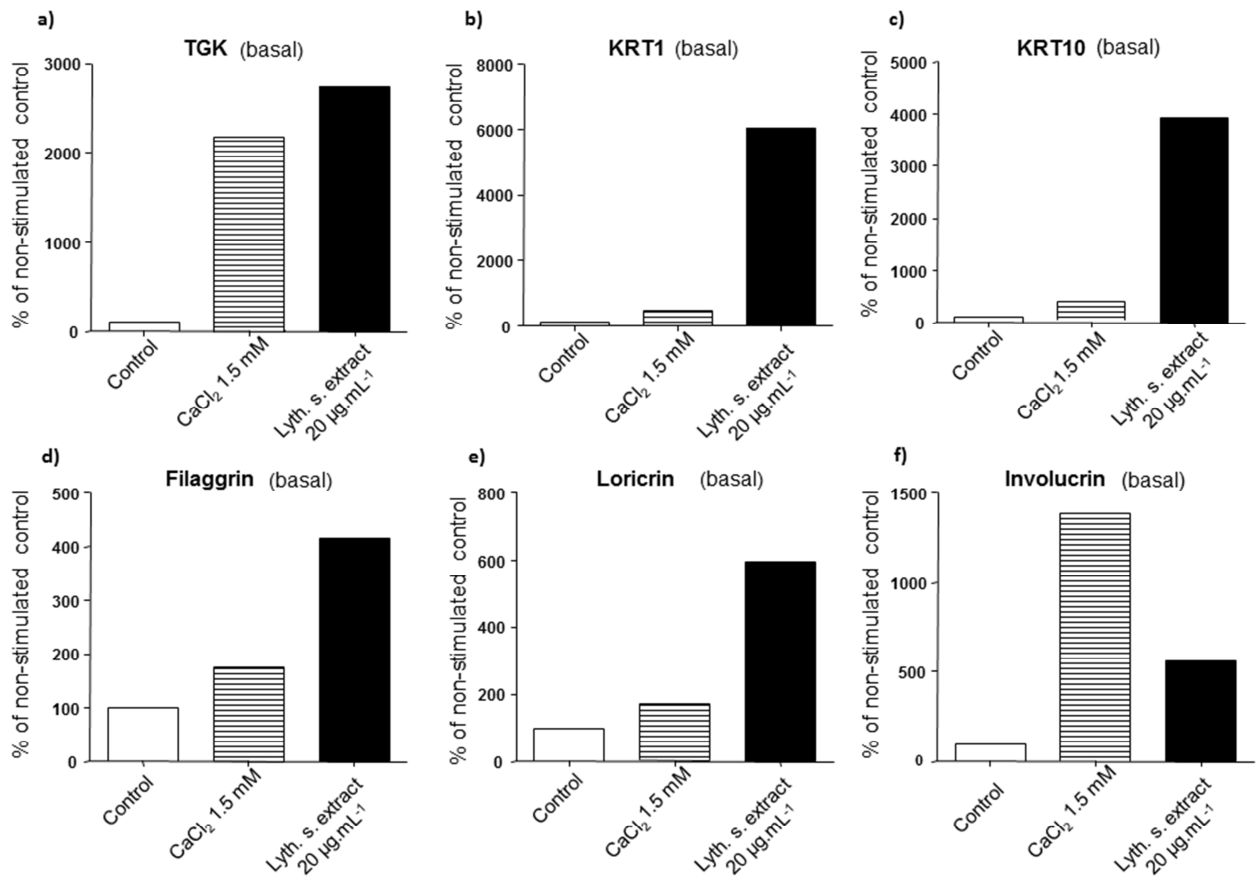 a)
TGK (basal)
% of non-stimulated control
3000
2000
1000
0
Control
CaCl₂ 1.5 mM
Lyth. s. extract
20 µg.mL⁻¹
b)
KRT1 (basal)
% of non-stimulated control
8000
6000
4000
2000
0
Control
CaCl₂ 1.5 mM
Lyth. s. extract
20 µg.mL⁻¹
c)
KRT10 (basal)
% of non-stimulated control
5000
4000
3000
2000
1000
0
Control
CaCl₂ 1.5 mM
Lyth. s. extract
20 µg.mL⁻¹
d)
Filaggrin (basal)
% of non-stimulated control
500
400
300
200
100
0
Control
CaCl₂ 1.5 mM
Lyth. s. extract
20 µg.mL⁻¹
e)
Loricrin (basal)
% of non-stimulated control
800
600
400
200
0
Control
CaCl₂ 1.5 mM
Lyth. s. extract
20 µg.mL⁻¹
f)
Involucrin (basal)
% of non-stimulated control
1500
1000
500
0
Control
CaCl₂ 1.5 mM
Lyth. s. extract
20 µg.mL⁻¹